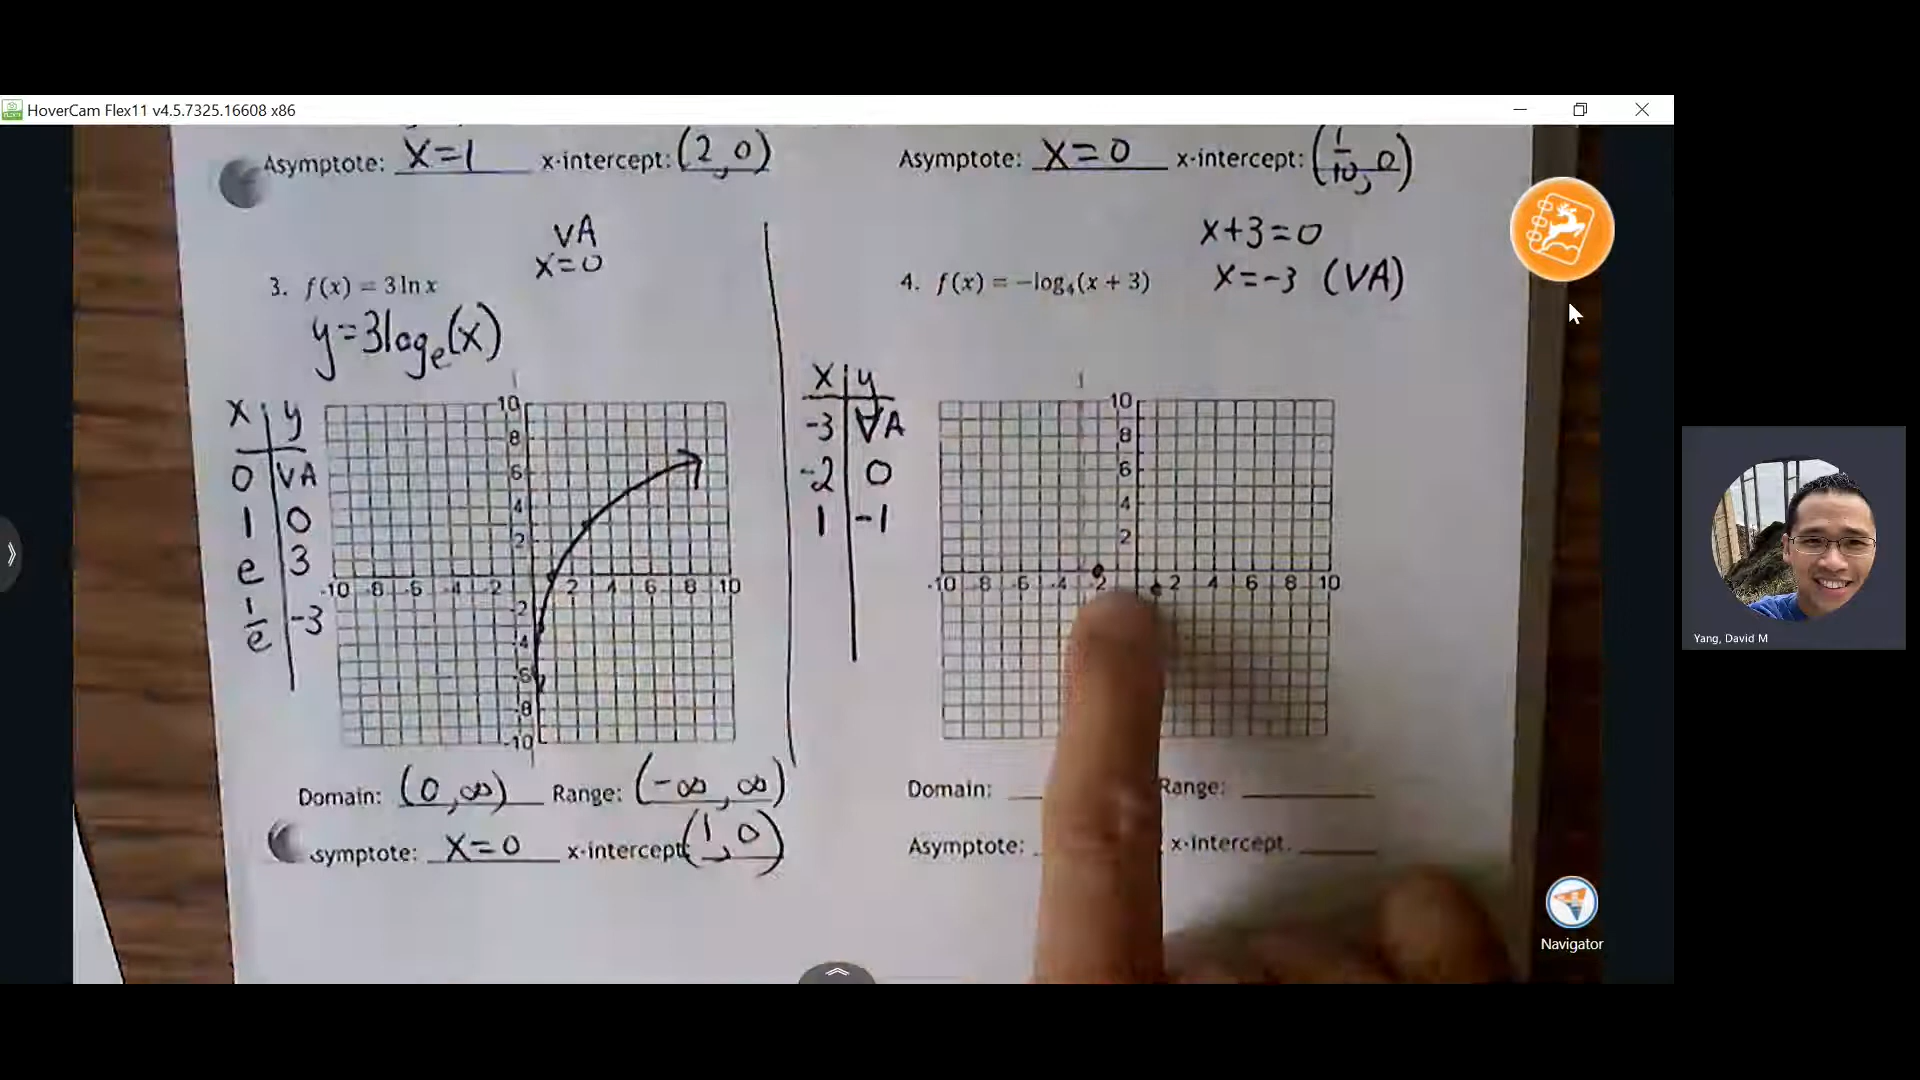 HoverCam Flex11 v4.5.7325.16608 x86
Asymptote: x=1 x-intercept: (2,0)
Asymptote: x=0 x-intercept: (1/10,0)
VA
x=0
3. f(x) = 3 ln x
y=3log_e(x)
x+3=0
4. f(x) = -log₄(x + 3)
x=-3 (VA)
x | y
0 | VA
1 | 0
e | 3
1/e | -3
10
8
6
4
2
-10 -8 -6 -4 -2 2 4 6 8 10
-2
-4
-6
-8
-10
x | y
-3 | VA
-2 | 0
1 | -1
10
8
6
4
2
-10 -8 -6 -4 -2 2 4 6 8 10
Domain: (0,∞) Range: (-∞,∞)
symptote: x=0 x-intercept (1,0)
Domain: Range:
Asymptote: x-intercept.
Navigator
Yang, David M